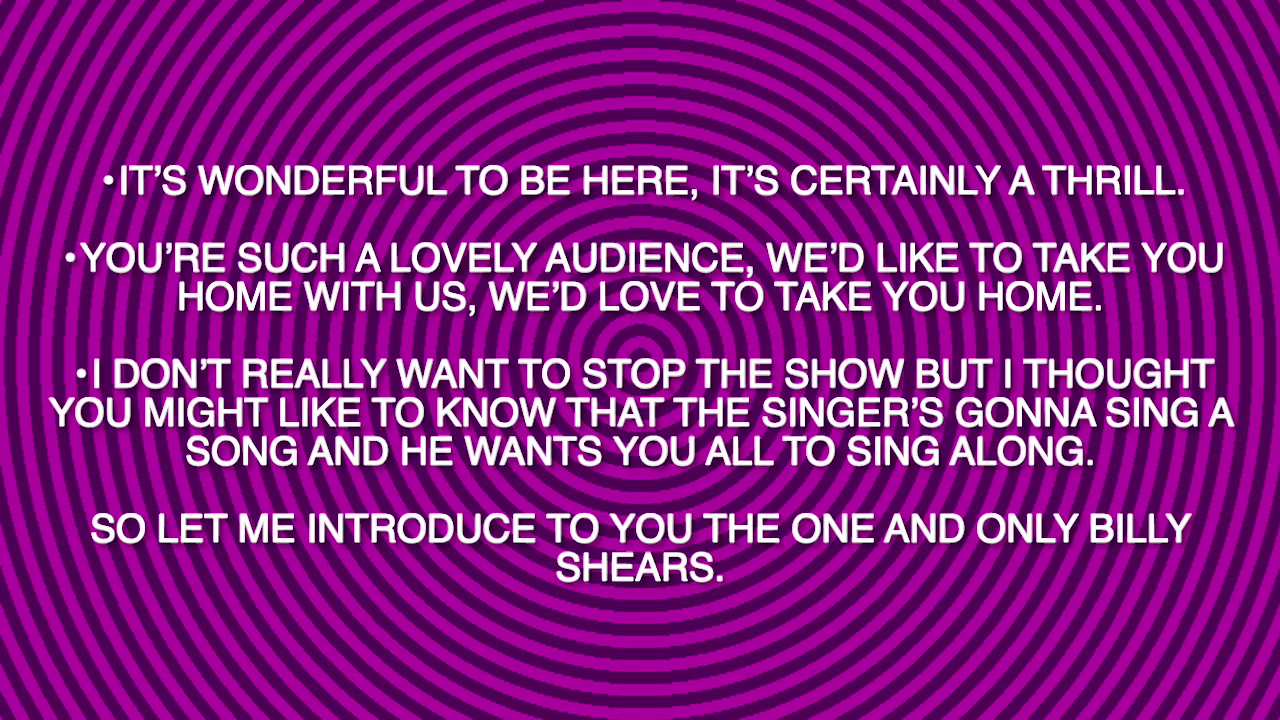 •IT’S WONDERFUL TO BE HERE, IT’S CERTAINLY A THRILL.
•YOU’RE SUCH A LOVELY AUDIENCE, WE’D LIKE TO TAKE YOU
HOME WITH US, WE’D LOVE TO TAKE YOU HOME.
•I DON’T REALLY WANT TO STOP THE SHOW BUT I THOUGHT
YOU MIGHT LIKE TO KNOW THAT THE SINGER’S GONNA SING A
SONG AND HE WANTS YOU ALL TO SING ALONG.
SO LET ME INTRODUCE TO YOU THE ONE AND ONLY BILLY
SHEARS.